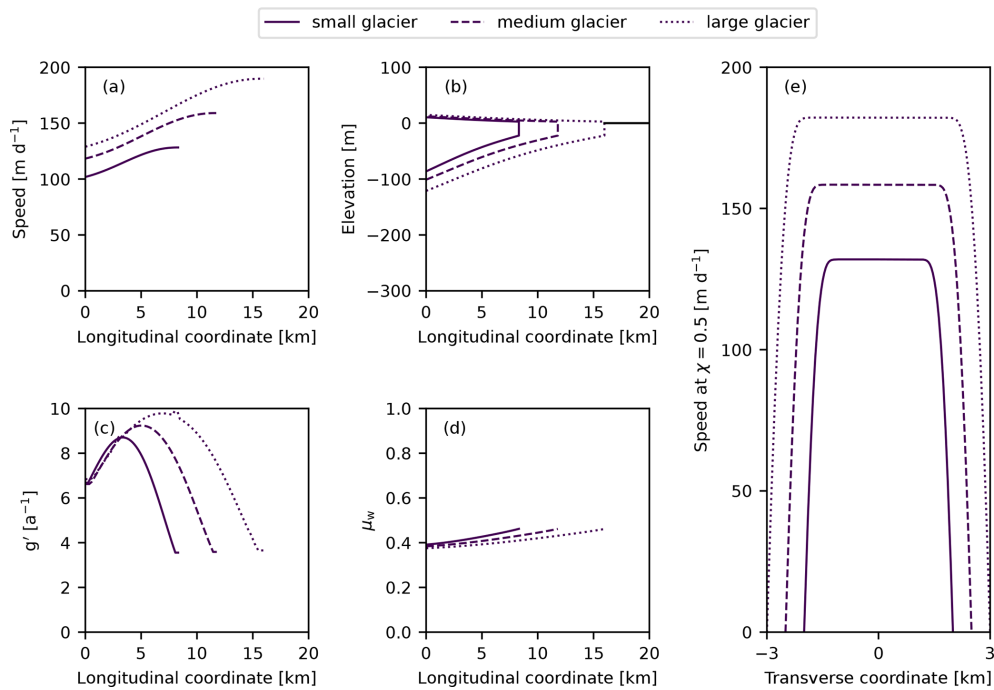 small glacier medium glacier large glacier
(a)
200
150
100
50
0
Speed [m d⁻¹]
0 5 10 15 20
Longitudinal coordinate [km]
(b)
100
0
−100
−200
−300
Elevation [m]
0 5 10 15 20
Longitudinal coordinate [km]
(c)
10
8
6
4
2
0
g′ [a⁻¹]
0 5 10 15 20
Longitudinal coordinate [km]
(d)
1.0
0.8
0.6
0.4
0.2
0.0
μw
0 5 10 15 20
Longitudinal coordinate [km]
(e)
200
150
100
50
0
Speed at χ = 0.5 [m d⁻¹]
−3 0 3
Transverse coordinate [km]